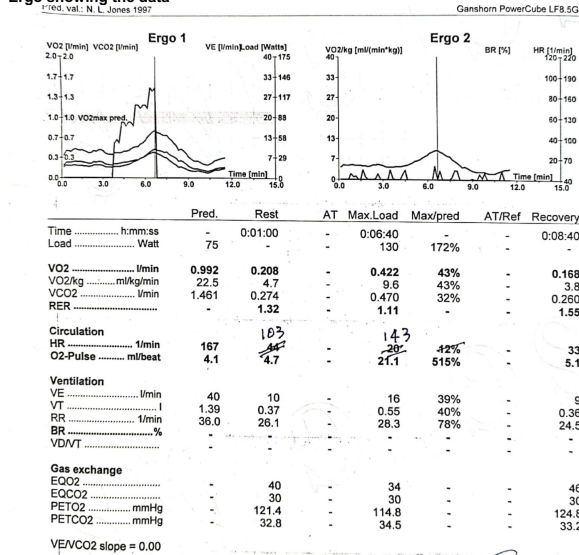 Ergo showing the data
Pred. val.: N. L. Jones 1997 Ganshorn PowerCube LF8.5G
Ergo 1
VO2 [l/min] VCO2 [l/min] VE [l/min] Load [Watts]
2.0 2.0 40 175
1.7 1.7 33 146
1.3 1.3 27 117
1.0 1.0 VO2max pred. 20 88
0.7 0.7 13 58
0.3 0.3 7 29
0.0 0.0 0 0
Time [min]
0.0 3.0 6.0 9.0 12.0 15.0
Ergo 2
VO2/kg [ml/(min*kg)] BR [%] HR [1/min]
40 120 220
33 100 190
27 80 160
20 60 130
13 40 100
7 20 70
0 0 40
Time [min]
0.0 3.0 6.0 9.0 12.0 15.0
Pred. Rest AT Max.Load Max/pred AT/Ref Recovery
Time .................. h:mm:ss - 0:01:00 - 0:06:40 - 0:08:40
Load ....................... Watt 75 - 130 172% -
VO2 ........................ l/min 0.992 0.208 - 0.422 43% - 0.168
VO2/kg .............ml/kg/min 22.5 4.7 - 9.6 43% - 3.8
VCO2 ..................... l/min 1.461 0.274 - 0.470 32% - 0.260
RER ............................ - 1.32 - 1.11 - - 1.55
Circulation 103 143
HR ........................ 1/min 167 44 - 20 12% - 33
O2-Pulse ......... ml/beat 4.1 4.7 - 21.1 515% - 5.1
Ventilation
VE ............................ l/min 40 10 - 16 39% - 9
VT ................................. l 1.39 0.37 - 0.55 40% - 0.36
RR .......................... 1/min 36.0 26.1 - 28.3 78% - 24.5
BR ................................% - - - - - - -
VD/VT .......................... - - - - - - -
Gas exchange
EQO2 ........................... - 40 - 34 - - 46
EQCO2 ......................... - 30 - 30 - - 30
PETO2 .................. mmHg - 121.4 - 114.8 - - 124.8
PETCO2 ................ mmHg - 32.8 - 34.5 - - 33.2
VE/VCO2 slope = 0.00